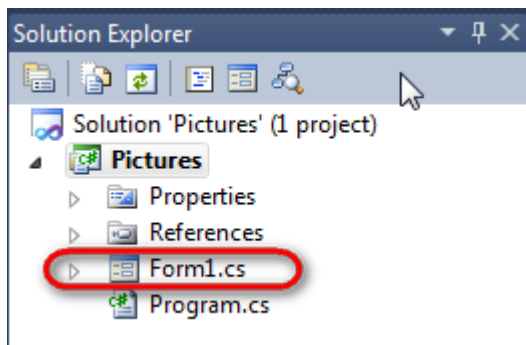 Solution Explorer
Solution 'Pictures' (1 project)
Pictures
Properties
References
Form1.cs
Program.cs